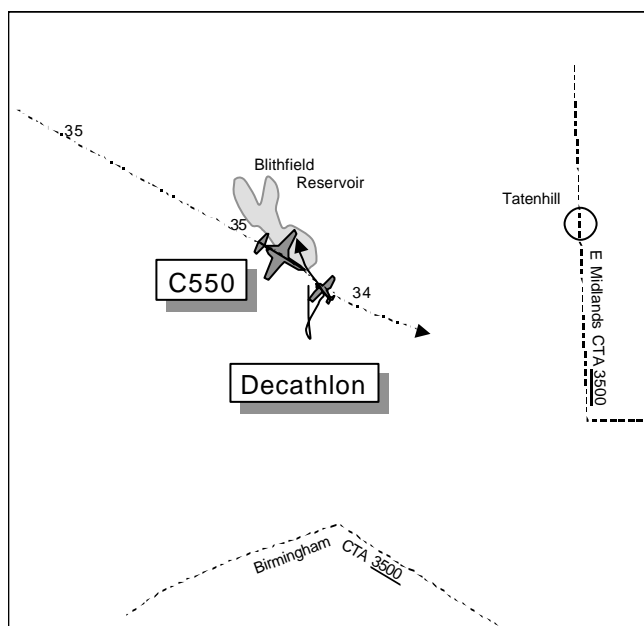 35
Blithfield
Reservoir
Tatenhill
35
C550
34
E Midlands CTA 3500
Decathlon
Birmingham CTA 3500